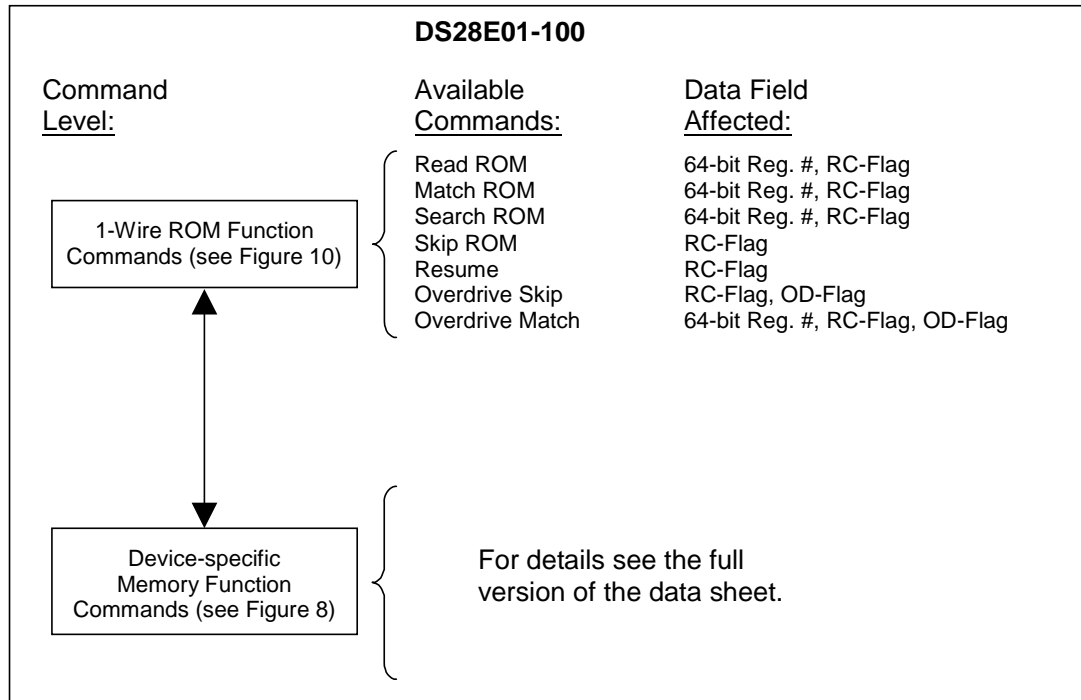 DS28E01-100
Command
Level:
Available
Commands:
Data Field
Affected:
1-Wire ROM Function
Commands (see Figure 10)
Read ROM 64-bit Reg. #, RC-Flag
Match ROM 64-bit Reg. #, RC-Flag
Search ROM 64-bit Reg. #, RC-Flag
Skip ROM RC-Flag
Resume RC-Flag
Overdrive Skip RC-Flag, OD-Flag
Overdrive Match 64-bit Reg. #, RC-Flag, OD-Flag
Device-specific
Memory Function
Commands (see Figure 8)
For details see the full
version of the data sheet.